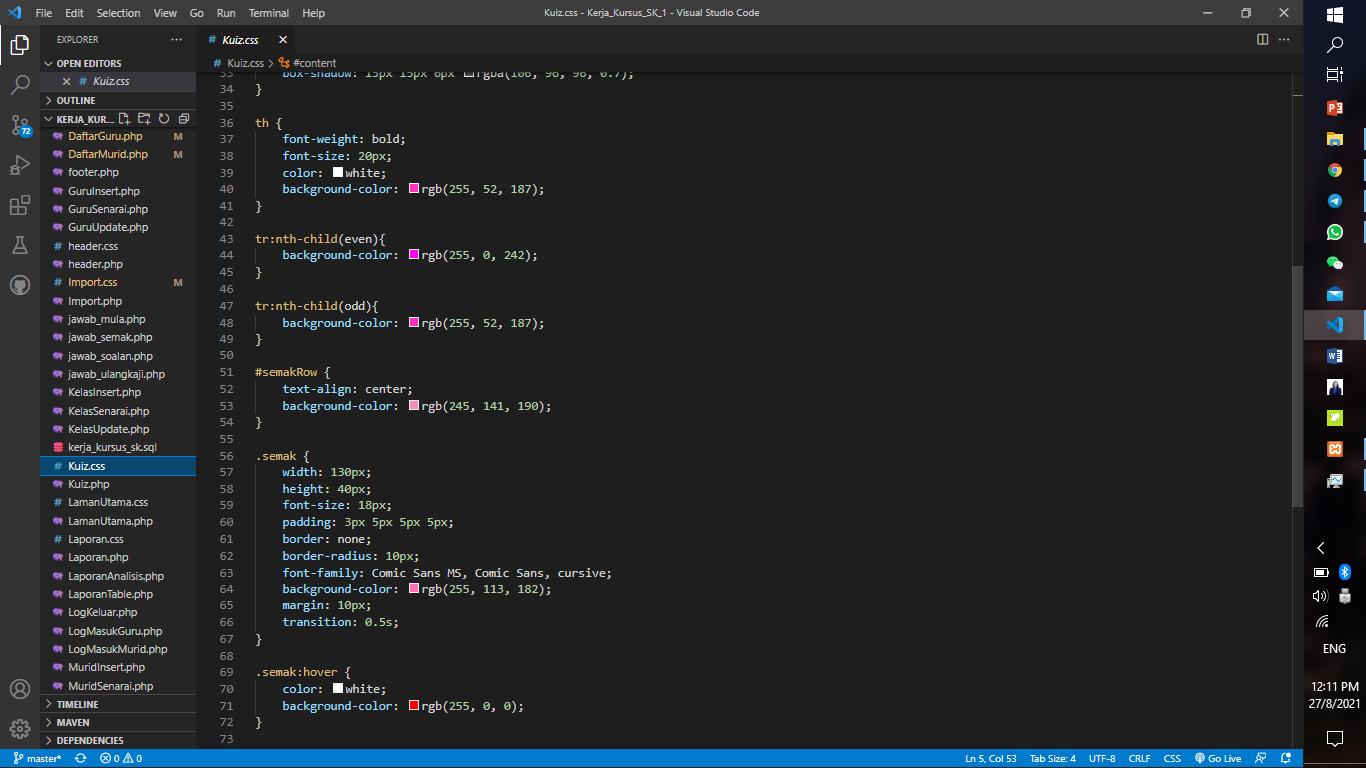 File Edit Selection View Go Run Terminal Help
Kuiz.css - Kerja_Kursus_SK_1 - Visual Studio Code
EXPLORER
OPEN EDITORS
# Kuiz.css
OUTLINE
KERJA_KUR...
DaftarGuru.php M
DaftarMurid.php M
footer.php
GuruInsert.php
GuruSenarai.php
GuruUpdate.php
# header.css
header.php
# Import.css M
Import.php
jawab_mula.php
jawab_semak.php
jawab_soalan.php
jawab_ulangkaji.php
KelasInsert.php
KelasSenarai.php
KelasUpdate.php
kerja_kursus_sk.sql
# Kuiz.css
Kuiz.php
# LamanUtama.css
LamanUtama.php
# Laporan.css
Laporan.php
LaporanAnalisis.php
LaporanTable.php
LogKeluar.php
LogMasukGuru.php
LogMasukMurid.php
MuridInsert.php
MuridSenarai.php
TIMELINE
MAVEN
DEPENDENCIES
72
# Kuiz.css
# Kuiz.css > #content
33 box-shadow: 15px 15px 6px rgba(106, 96, 96, 0.7);
34 }
35
36 th {
37 font-weight: bold;
38 font-size: 20px;
39 color: white;
40 background-color: rgb(255, 52, 187);
41 }
42
43 tr:nth-child(even){
44 background-color: rgb(255, 0, 242);
45 }
46
47 tr:nth-child(odd){
48 background-color: rgb(255, 52, 187);
49 }
50
51 #semakRow {
52 text-align: center;
53 background-color: rgb(245, 141, 190);
54 }
55
56 .semak {
57 width: 130px;
58 height: 40px;
59 font-size: 18px;
60 padding: 3px 5px 5px 5px;
61 border: none;
62 border-radius: 10px;
63 font-family: Comic Sans MS, Comic Sans, cursive;
64 background-color: rgb(255, 113, 182);
65 margin: 10px;
66 transition: 0.5s;
67 }
68
69 .semak:hover {
70 color: white;
71 background-color: rgb(255, 0, 0);
72 }
73
master* 0 0
Ln 5, Col 53 Tab Size: 4 UTF-8 CRLF CSS Go Live
ENG
12:11 PM
27/8/2021